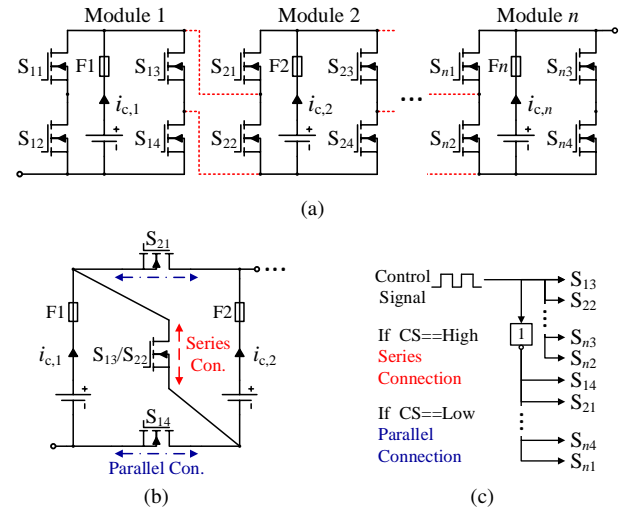 Module 1 Module 2 Module n
S11 F1 S13 S21 F2 S23 Sn1 Fn Sn3
ic,1 ic,2 ... ic,n
S12 S14 S22 S24 Sn2 Sn4
+ - + - + -
(a)
S21
F1 F2
ic,1 S13/S22 Series Con. ic,2
+ - + -
S14
Parallel Con.
(b)
Control
Signal
If CS==High
Series
Connection
If CS==Low
Parallel
Connection
1
S13
S22
Sn3
Sn2
S14
S21
Sn4
Sn1
(c)